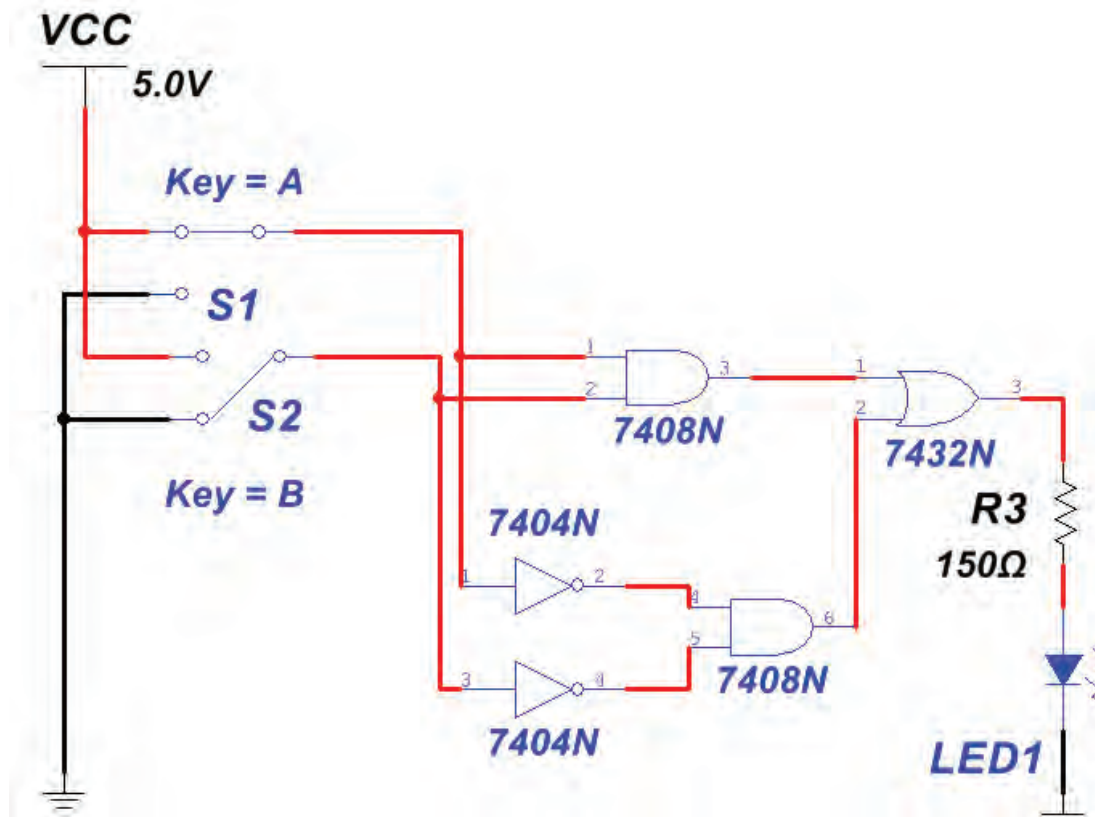 VCC
5.0V
Key = A
S1
S2
Key = B
1
2
3
7408N
1
2
3
7432N
R3
150Ω
7404N
1
2
4
5
6
7408N
3
4
7404N
LED1